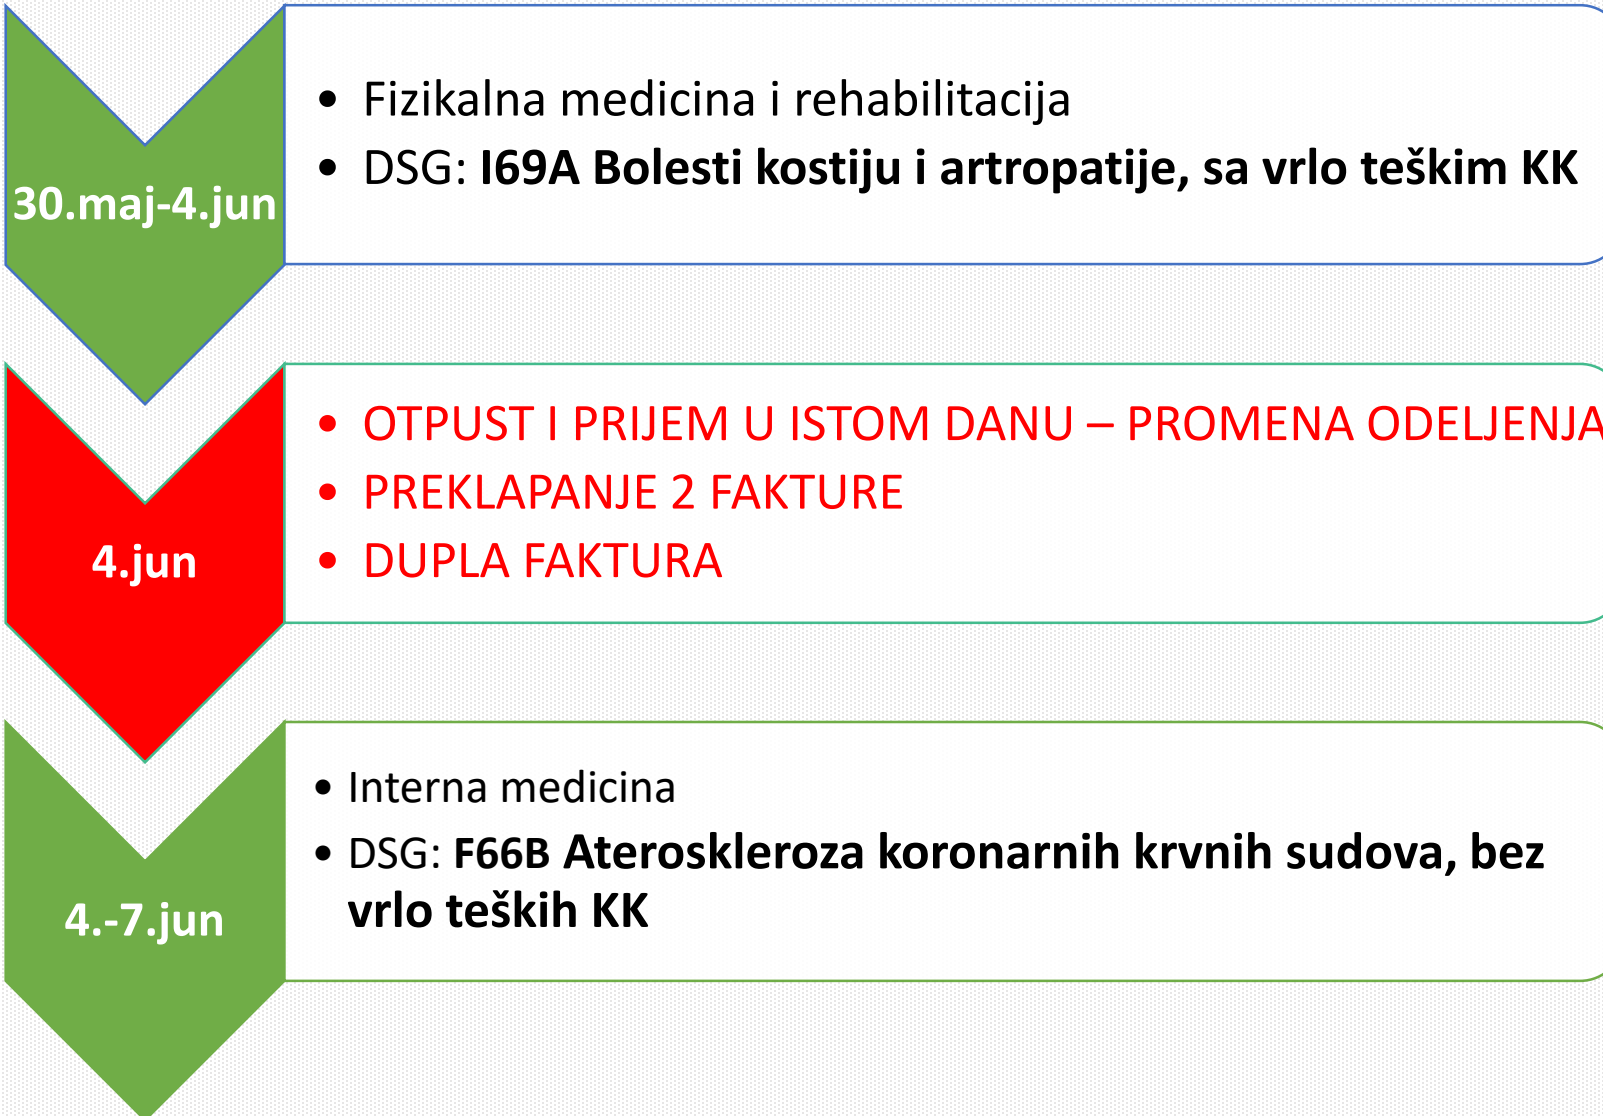 30.maj-4.jun
• Fizikalna medicina i rehabilitacija
• DSG: I69A Bolesti kostiju i artropatije, sa vrlo teškim KK
4.jun
• OTPUST I PRIJEM U ISTOM DANU – PROMENA ODELJENJA
• PREKLAPANJE 2 FAKTURE
• DUPLA FAKTURA
4.-7.jun
• Interna medicina
• DSG: F66B Ateroskleroza koronarnih krvnih sudova, bez
vrlo teških KK